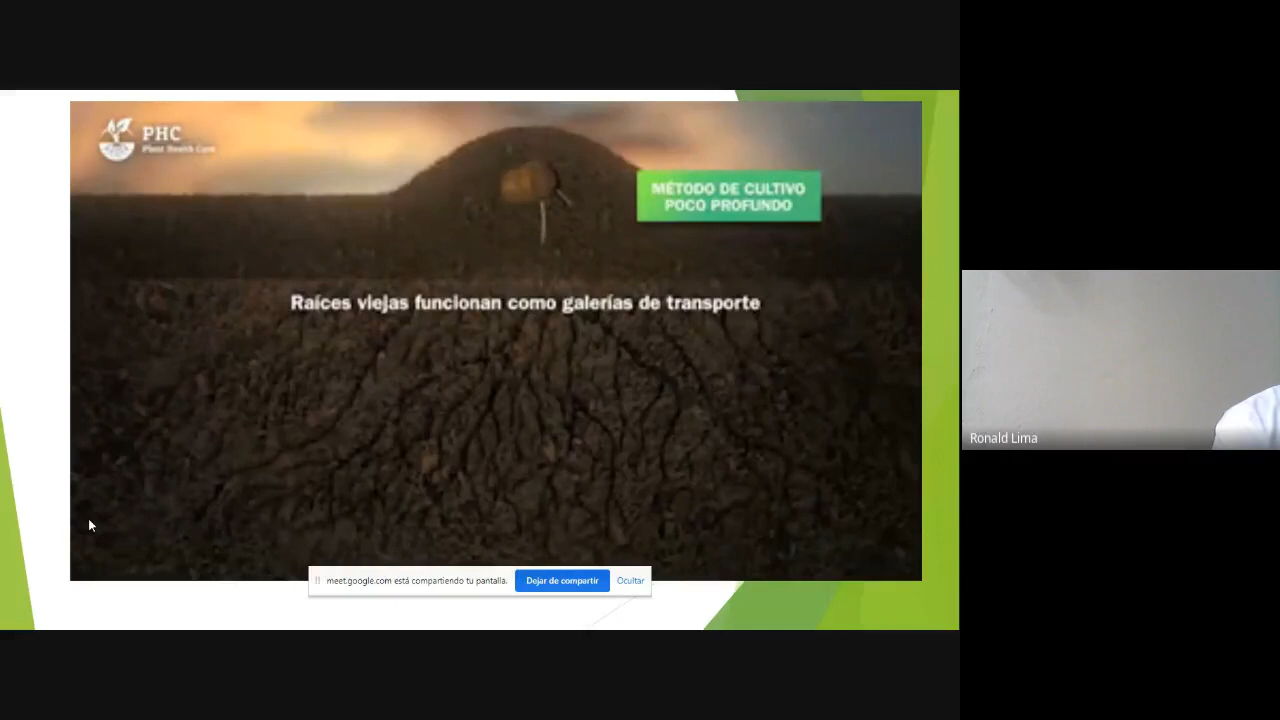 PHC
Plant Health Care
MÉTODO DE CULTIVO
POCO PROFUNDO
Raíces viejas funcionan como galerías de transporte
meet.google.com está compartiendo tu pantalla.
Dejar de compartir
Ocultar
Ronald Lima